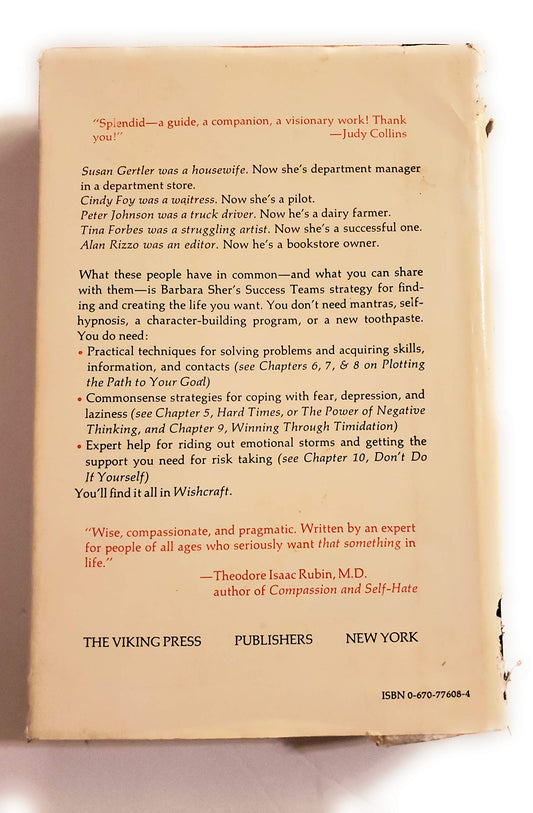 "Splendid—a guide, a companion, a visionary work! Thank
you!" —Judy Collins
Susan Gertler was a housewife. Now she's department manager
in a department store.
Cindy Foy was a waitress. Now she's a pilot.
Peter Johnson was a truck driver. Now he's a dairy farmer.
Tina Forbes was a struggling artist. Now she's a successful one.
Alan Rizzo was an editor. Now he's a bookstore owner.
What these people have in common—and what you can share
with them—is Barbara Sher's Success Teams strategy for find-
ing and creating the life you want. You don't need mantras, self-
hypnosis, a character-building program, or a new toothpaste.
You do need:
• Practical techniques for solving problems and acquiring skills,
information, and contacts (see Chapters 6, 7, & 8 on Plotting
the Path to Your Goal)
• Commonsense strategies for coping with fear, depression, and
laziness (see Chapter 5, Hard Times, or The Power of Negative
Thinking, and Chapter 9, Winning Through Timidation)
• Expert help for riding out emotional storms and getting the
support you need for risk taking (see Chapter 10, Don't Do
It Yourself)
You'll find it all in Wishcraft.
"Wise, compassionate, and pragmatic. Written by an expert
for people of all ages who seriously want that something in
life."
—Theodore Isaac Rubin, M.D.
author of Compassion and Self-Hate
THE VIKING PRESS PUBLISHERS NEW YORK
ISBN 0-670-77608-4